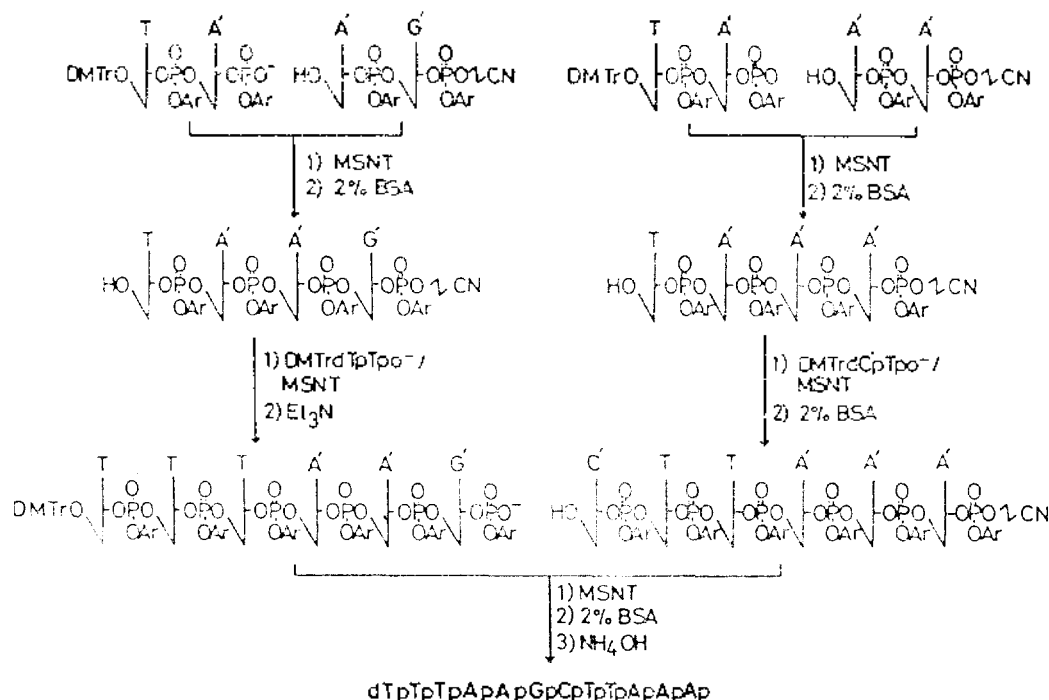 T A' A' G' T A' A' A'
O O O O O O O O
DMTrO OPO OPO⁻ HO OPO OPO CN DMTrO OPO OPO HO OPO OPO CN
OAr OAr OAr OAr OAr OAr OAr OAr
1) MSNT 1) MSNT
2) 2% BSA 2) 2% BSA
T A' A' G' T A' A' A'
O O O O O O O O
HO OPO OPO OPO OPO CN HO OPO OPO OPO OPO CN
OAr OAr OAr OAr OAr OAr OAr OAr
1) DMTrdTpTpo⁻/ 1) DMTrdC'pTpo⁻/
MSNT MSNT
2) Et₃N 2) 2% BSA
T T T A' A' G' C' T T A' A' A'
O O O O O O O O O O O O
DMTrO OPO OPO OPO OPO OPO OPO⁻ HO OPO OPO OPO OPO OPO OPO CN
OAr OAr OAr OAr OAr OAr OAr OAr OAr OAr OAr OAr
1) MSNT
2) 2% BSA
3) NH₄OH
dTpTpTpApApGpCpTpTpApApAp